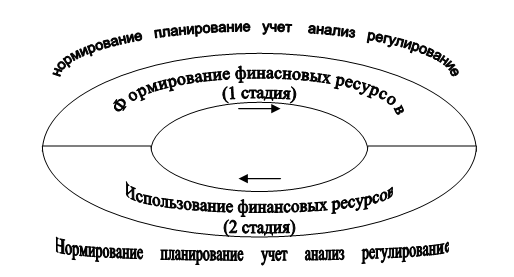 нормирование планирование учет анализ регулирование
Формирование финасновых ресурсов
(1 стадия)
Использование финансовых ресурсов
(2 стадия)
Нормирование планирование учет анализ регулирование